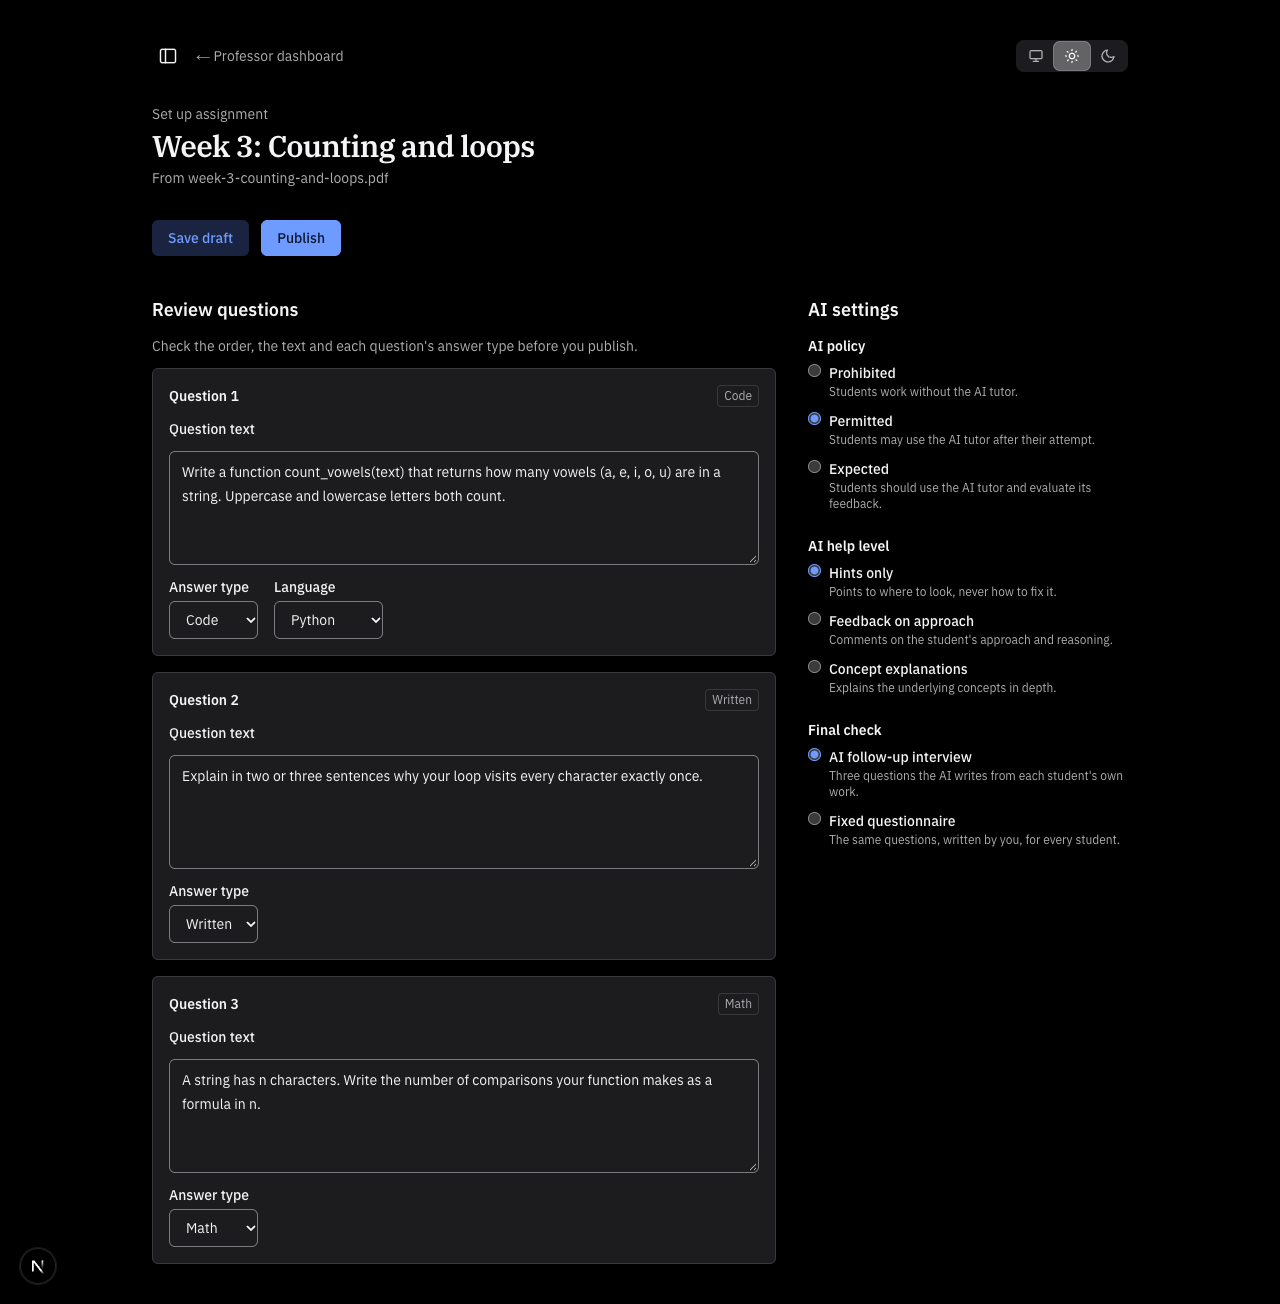 ← Professor dashboard
Set up assignment
Week 3: Counting and loops
From week-3-counting-and-loops.pdf
Save draft
Publish
Review questions
Check the order, the text and each question's answer type before you publish.
Question 1
Code
Question text
Write a function count_vowels(text) that returns how many vowels (a, e, i, o, u) are in a
string. Uppercase and lowercase letters both count.
Answer type
Language
Code
Python
Question 2
Written
Question text
Explain in two or three sentences why your loop visits every character exactly once.
Answer type
Written
Question 3
Math
Question text
A string has n characters. Write the number of comparisons your function makes as a
formula in n.
Answer type
Math
AI settings
AI policy
Prohibited
Students work without the AI tutor.
Permitted
Students may use the AI tutor after their attempt.
Expected
Students should use the AI tutor and evaluate its
feedback.
AI help level
Hints only
Points to where to look, never how to fix it.
Feedback on approach
Comments on the student's approach and reasoning.
Concept explanations
Explains the underlying concepts in depth.
Final check
AI follow-up interview
Three questions the AI writes from each student's own
work.
Fixed questionnaire
The same questions, written by you, for every student.
N